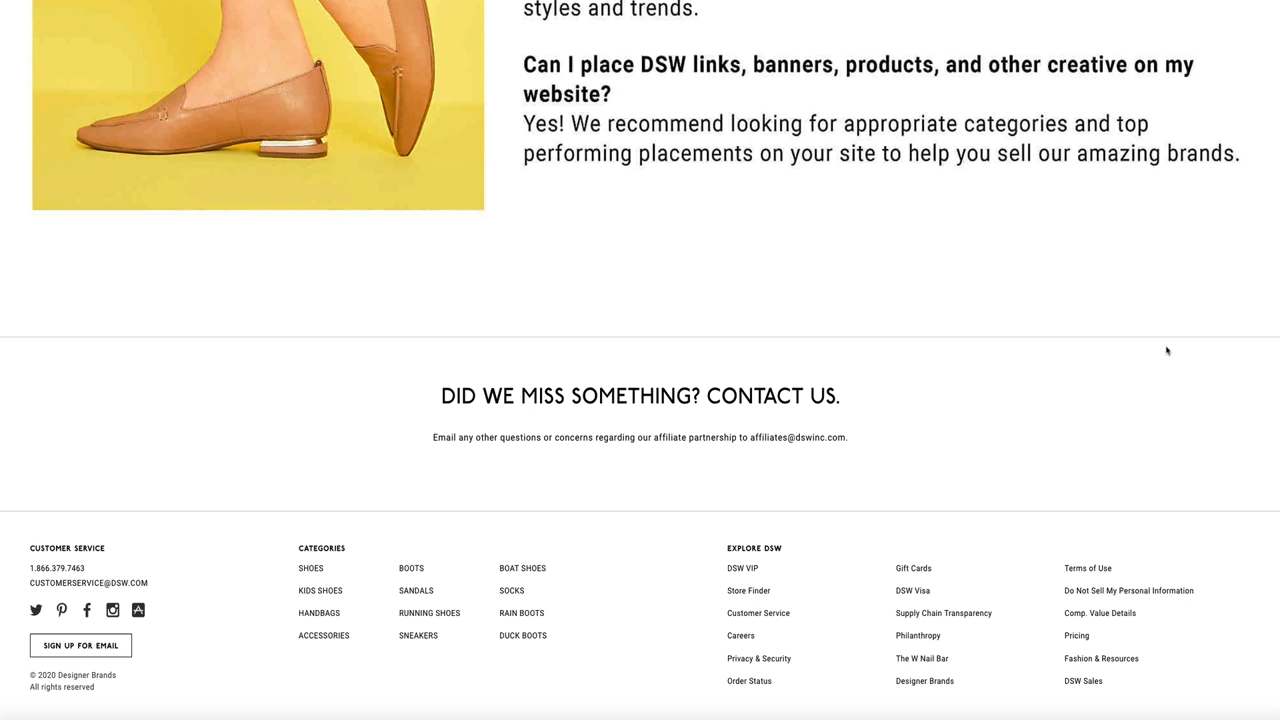 styles and trends.
Can I place DSW links, banners, products, and other creative on my
website?
Yes! We recommend looking for appropriate categories and top
performing placements on your site to help you sell our amazing brands.
DID WE MISS SOMETHING? CONTACT US.
Email any other questions or concerns regarding our affiliate partnership to affiliates@dswinc.com.
CUSTOMER SERVICE
1.866.379.7463
CUSTOMERSERVICE@DSW.COM
SIGN UP FOR EMAIL
© 2020 Designer Brands
All rights reserved
CATEGORIES
SHOES
KIDS SHOES
HANDBAGS
ACCESSORIES
BOOTS
SANDALS
RUNNING SHOES
SNEAKERS
BOAT SHOES
SOCKS
RAIN BOOTS
DUCK BOOTS
EXPLORE DSW
DSW VIP
Store Finder
Customer Service
Careers
Privacy & Security
Order Status
Gift Cards
DSW Visa
Supply Chain Transparency
Philanthropy
The W Nail Bar
Designer Brands
Terms of Use
Do Not Sell My Personal Information
Comp. Value Details
Pricing
Fashion & Resources
DSW Sales